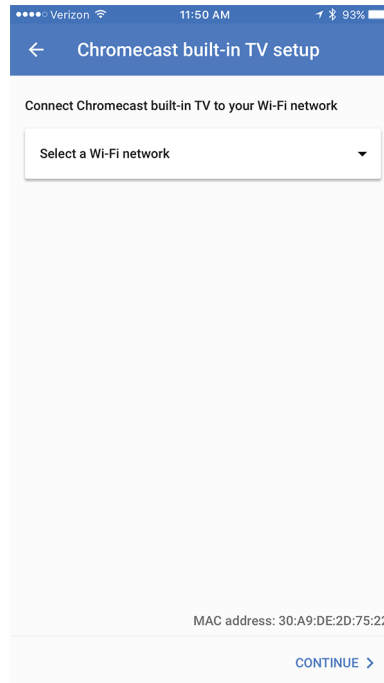 Verizon 11:50 AM 93%
Chromecast built-in TV setup
Connect Chromecast built-in TV to your Wi-Fi network
Select a Wi-Fi network
MAC address: 30:A9:DE:2D:75:22
CONTINUE